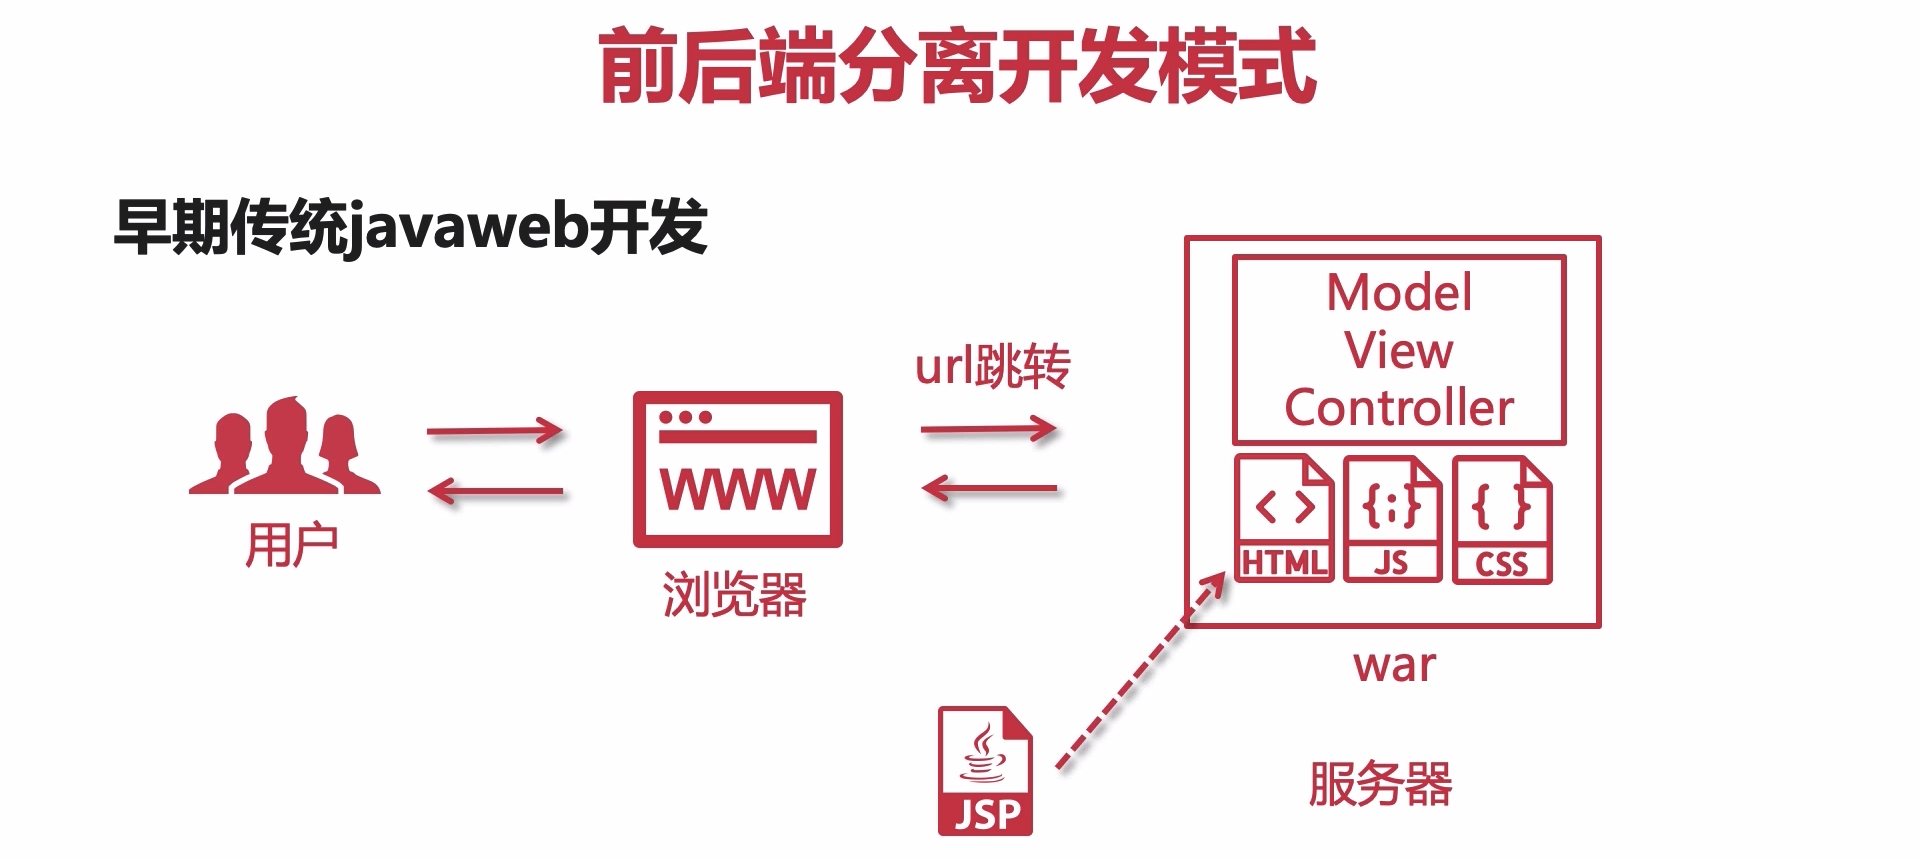 前后端分离开发模式
早期传统javaweb开发
Model
View
Controller
url跳转
WWW
< >
{;}
{ }
HTML
JS
CSS
用户
浏览器
war
JSP
服务器